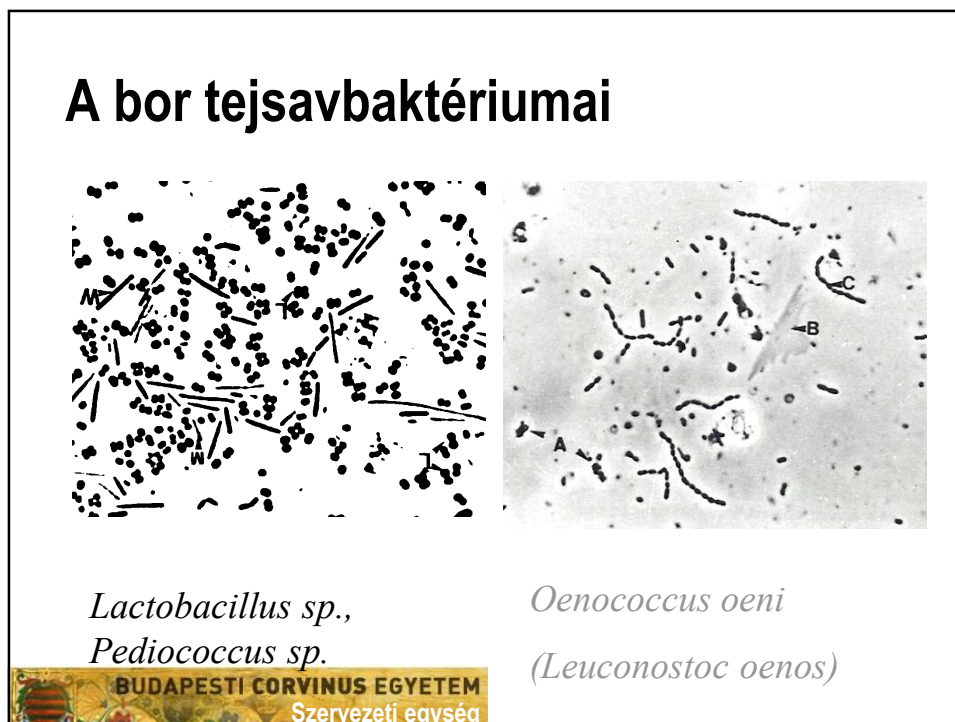 A bor tejsavbaktériumai
C
B
A
Lactobacillus sp.,
Pediococcus sp.
Oenococcus oeni
(Leuconostoc oenos)
BUDAPESTI CORVINUS EGYETEM
Szervezeti egység